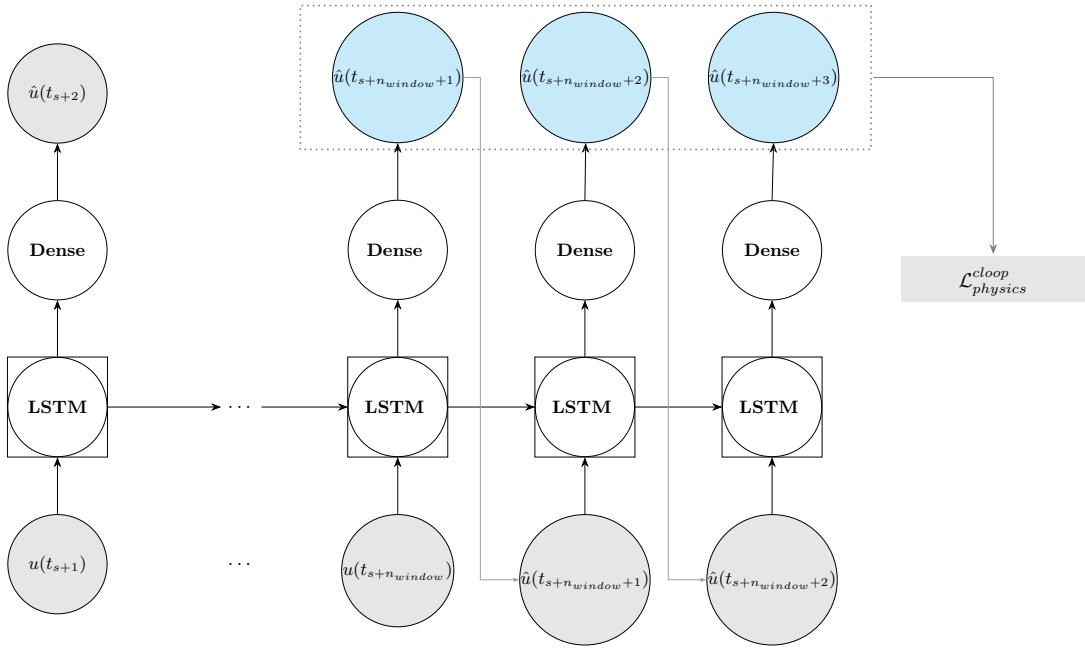 û(t_{s+2}) û(t_{s+n_{window}+1}) û(t_{s+n_{window}+2}) û(t_{s+n_{window}+3})
Dense Dense Dense Dense
ℒ^{cloop}_{physics}
LSTM ... LSTM LSTM LSTM
u(t_{s+1}) ... u(t_{s+n_{window}}) û(t_{s+n_{window}+1}) û(t_{s+n_{window}+2})